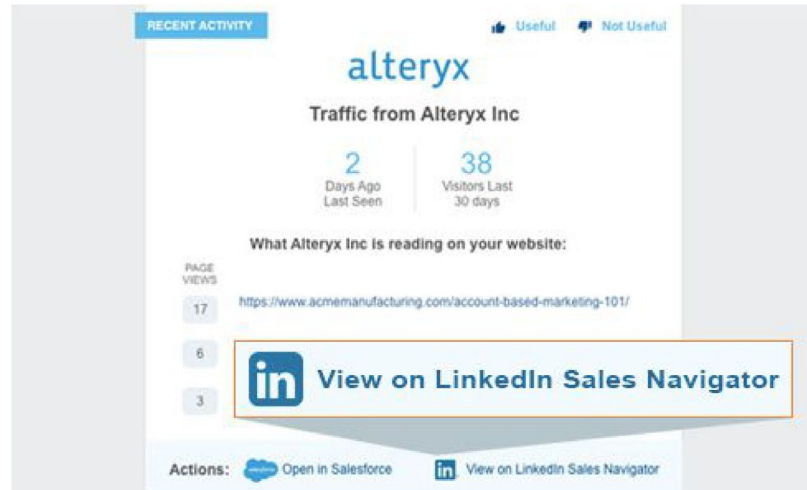 RECENT ACTIVITY
Useful Not Useful
alteryx
Traffic from Alteryx Inc
2 38
Days Ago Visitors Last
Last Seen 30 days
What Alteryx Inc is reading on your website:
PAGE
VIEWS
17 https://www.acmemanufacturing.com/account-based-marketing-101/
6
in View on LinkedIn Sales Navigator
3
Actions: salesforce Open in Salesforce in View on LinkedIn Sales Navigator